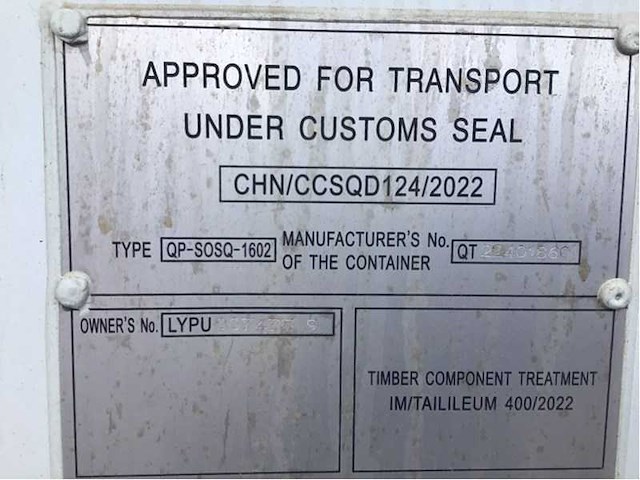 APPROVED FOR TRANSPORT
UNDER CUSTOMS SEAL
CHN/CCSQD124/2022
TYPE QP-SOSQ-1602 MANUFACTURER'S No. OF THE CONTAINER QT
OWNER'S No. LYPU
TIMBER COMPONENT TREATMENT
IM/TAILILEUM 400/2022